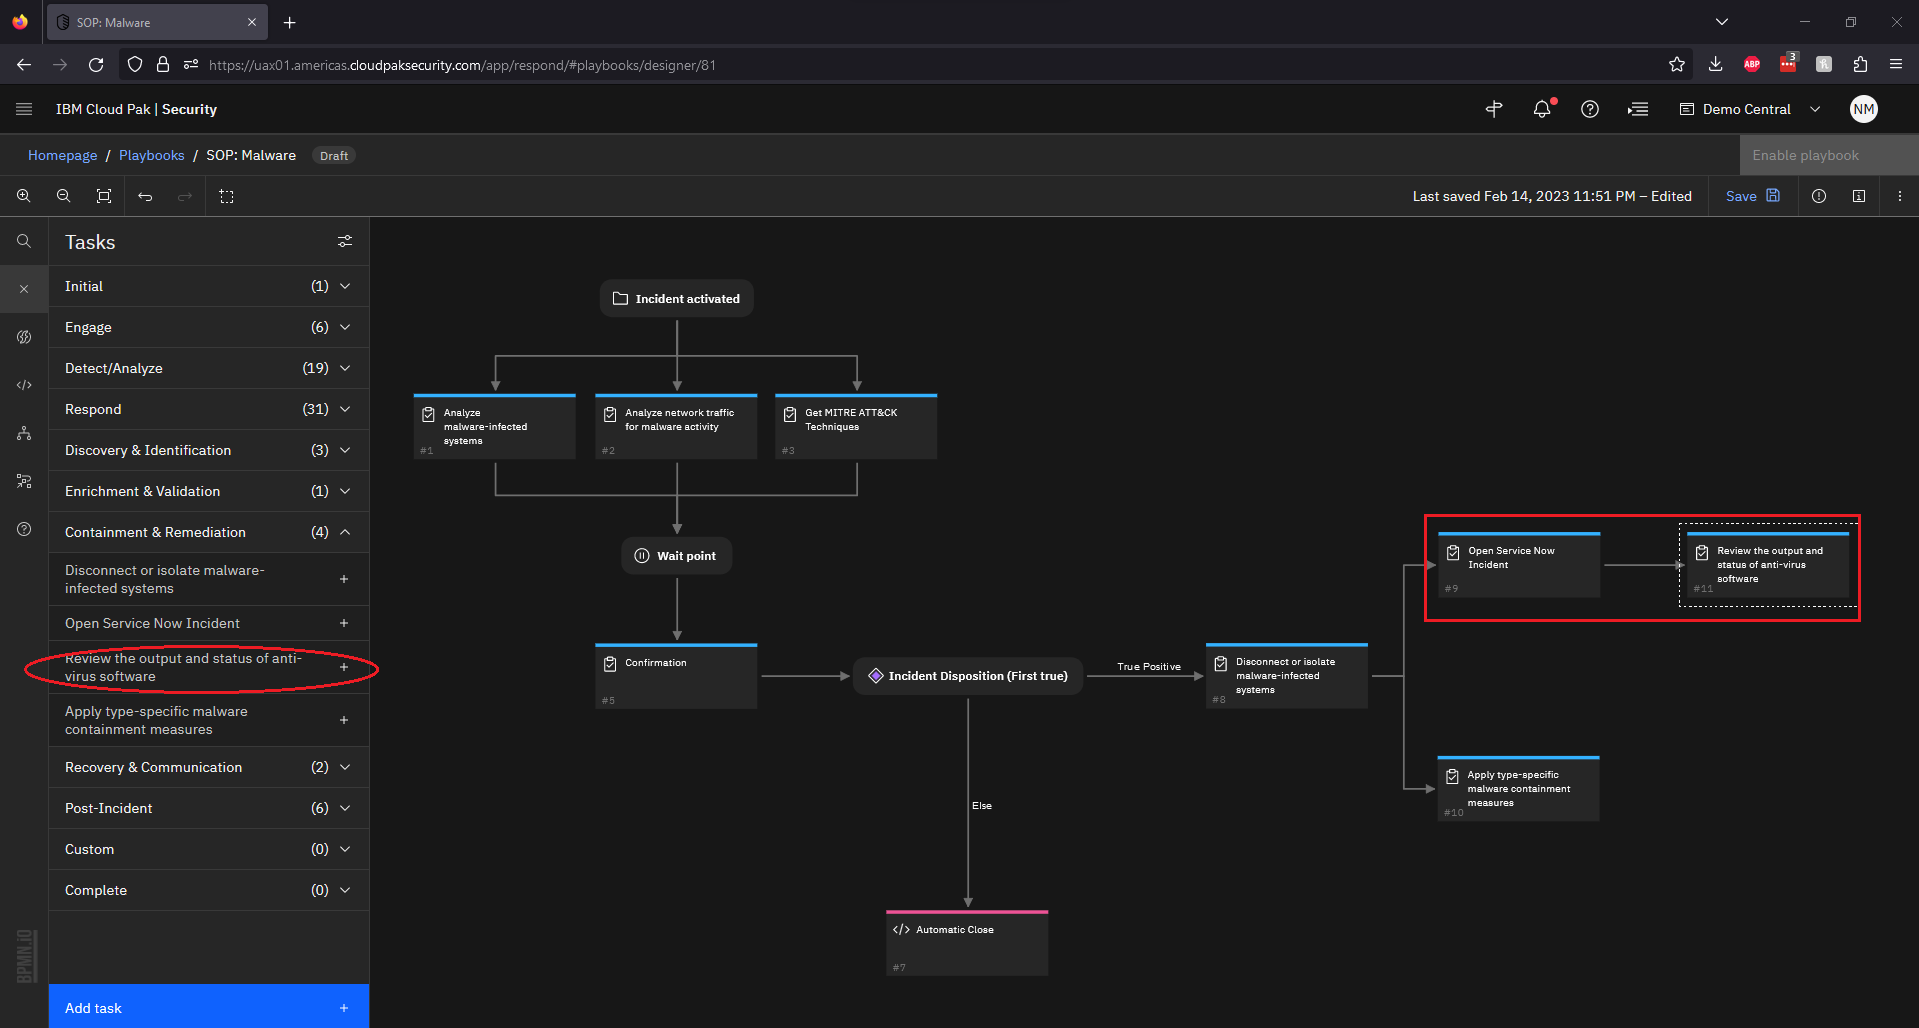 SOP: Malware
https://uax01.americas.cloudpaksecurity.com/app/respond/#playbooks/designer/81
ABP
3
IBM Cloud Pak | Security
Demo Central
NM
Homepage / Playbooks / SOP: Malware Draft
Enable playbook
Last saved Feb 14, 2023 11:51 PM – Edited
Save
Tasks
Initial (1)
Engage (6)
Detect/Analyze (19)
Respond (31)
Discovery & Identification (3)
Enrichment & Validation (1)
Containment & Remediation (4)
Disconnect or isolate malware-
infected systems
Open Service Now Incident
Review the output and status of anti-
virus software
Apply type-specific malware
containment measures
Recovery & Communication (2)
Post-Incident (6)
Custom (0)
Complete (0)
Add task
BPMN.iO
Incident activated
Analyze
malware-infected
systems
#1
Analyze network traffic
for malware activity
#2
Get MITRE ATT&CK
Techniques
#3
Wait point
Confirmation
#5
Incident Disposition (First true)
True Positive
Else
Automatic Close
#7
Disconnect or isolate
malware-infected
systems
#8
Open Service Now
Incident
#9
Review the output and
status of anti-virus
software
#11
Apply type-specific
malware containment
measures
#10